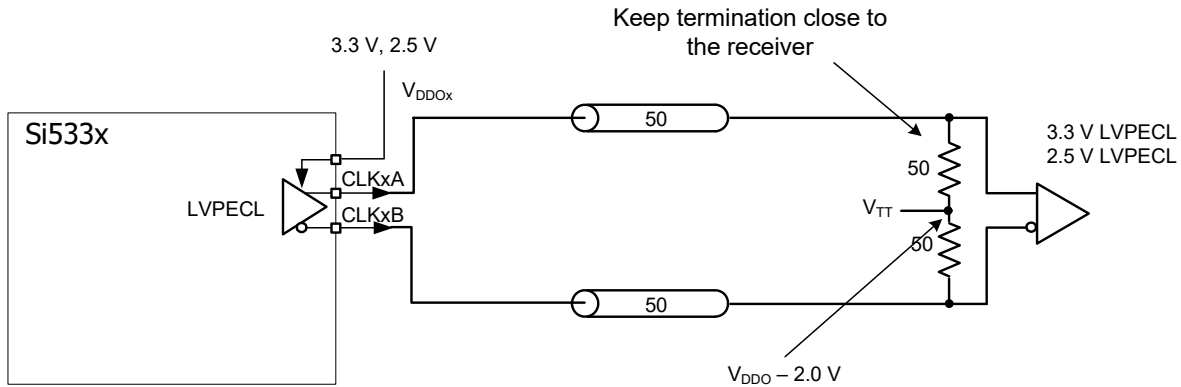 Keep termination close to
the receiver
3.3 V, 2.5 V
VDDOx
Si533x
50
3.3 V LVPECL
2.5 V LVPECL
50
CLKxA
LVPECL
VTT
CLKxB
50
50
VDDO – 2.0 V